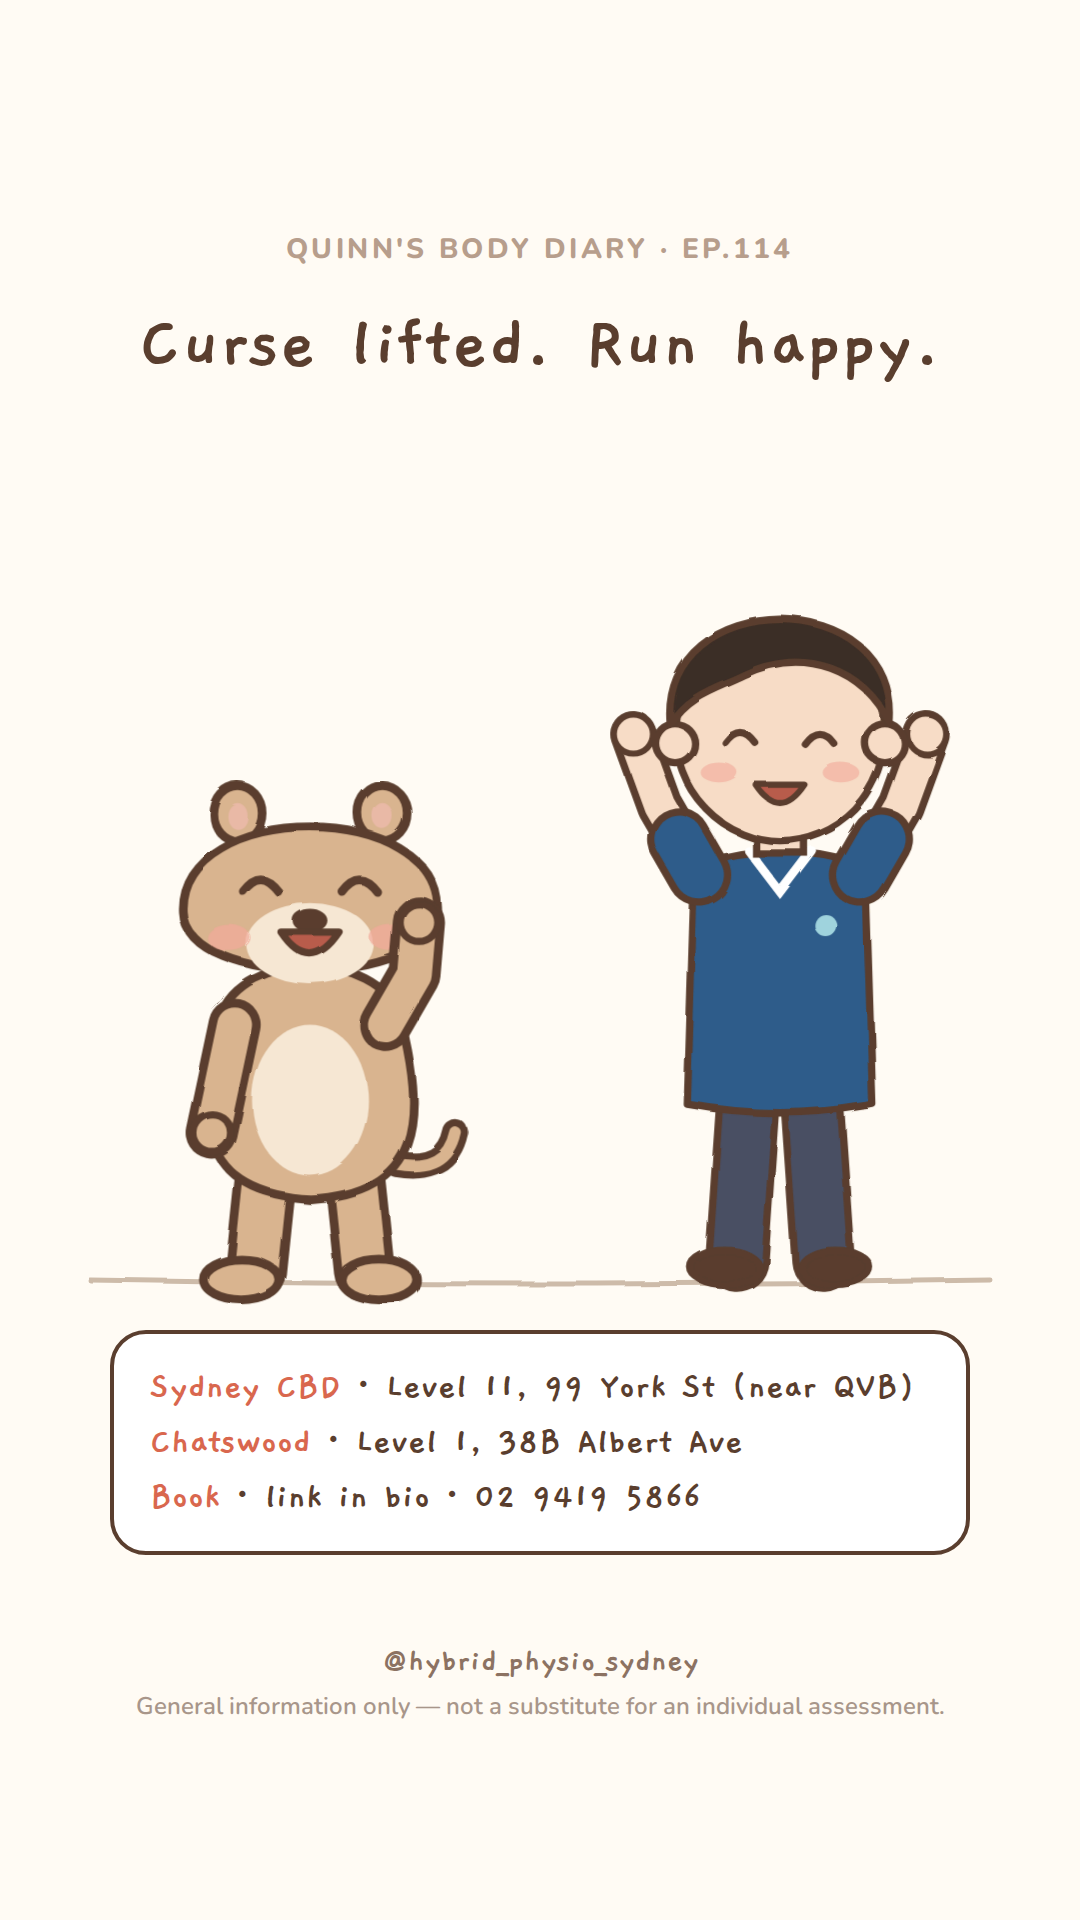 QUINN'S BODY DIARY · EP.114
Curse lifted. Run happy.
Sydney CBD · Level 11, 99 York St (near QVB)
Chatswood · Level 1, 38B Albert Ave
Book · link in bio · 02 9419 5866
@hybrid_physio_sydney
General information only — not a substitute for an individual assessment.